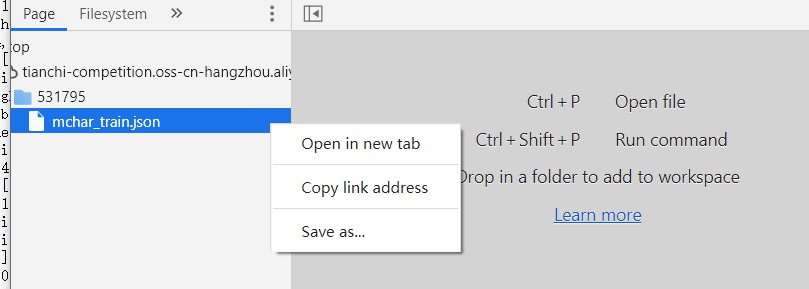 Page
Filesystem
»
top
tianchi-competition.oss-cn-hangzhou.aliy
531795
mchar_train.json
Open in new tab
Copy link address
Save as...
Ctrl + P Open file
Ctrl + Shift + P Run command
Drop in a folder to add to workspace
Learn more